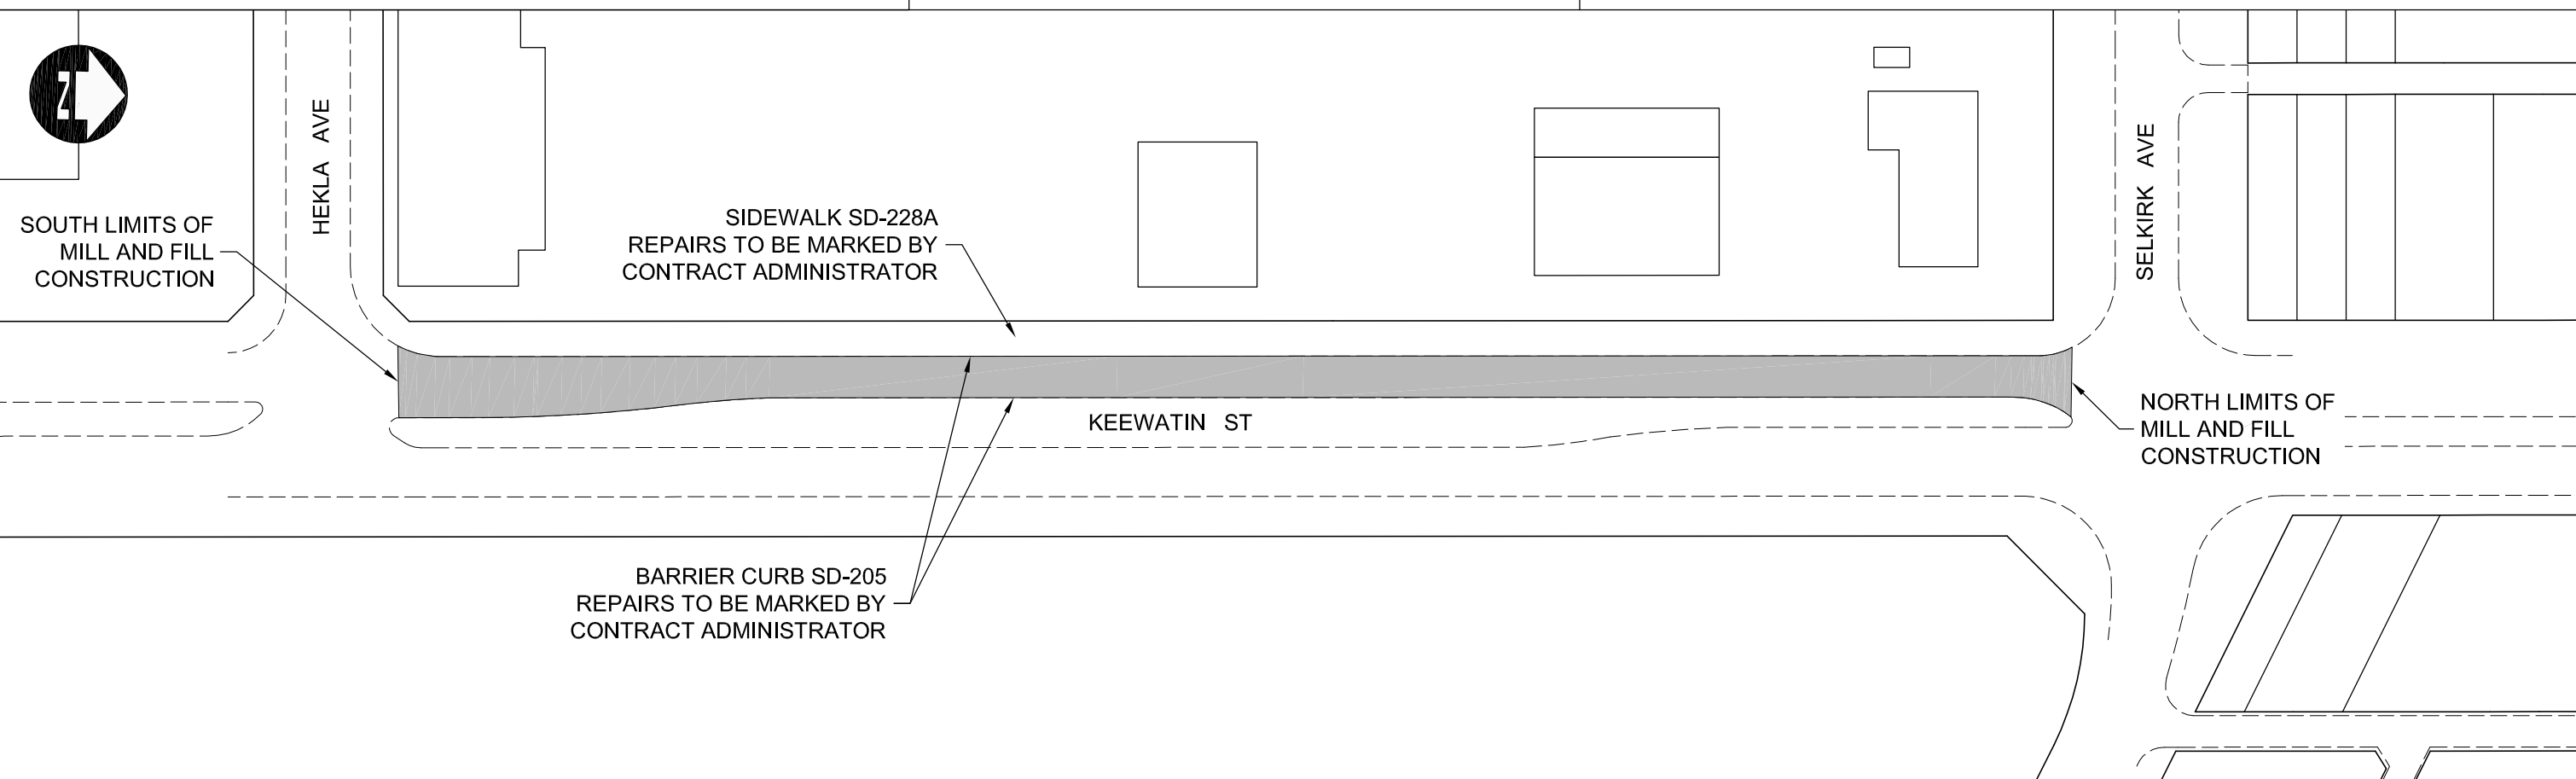 N
HEKLA AVE
SOUTH LIMITS OF
MILL AND FILL
CONSTRUCTION
SIDEWALK SD-228A
REPAIRS TO BE MARKED BY
CONTRACT ADMINISTRATOR
SELKIRK AVE
KEEWATIN ST
NORTH LIMITS OF
MILL AND FILL
CONSTRUCTION
BARRIER CURB SD-205
REPAIRS TO BE MARKED BY
CONTRACT ADMINISTRATOR